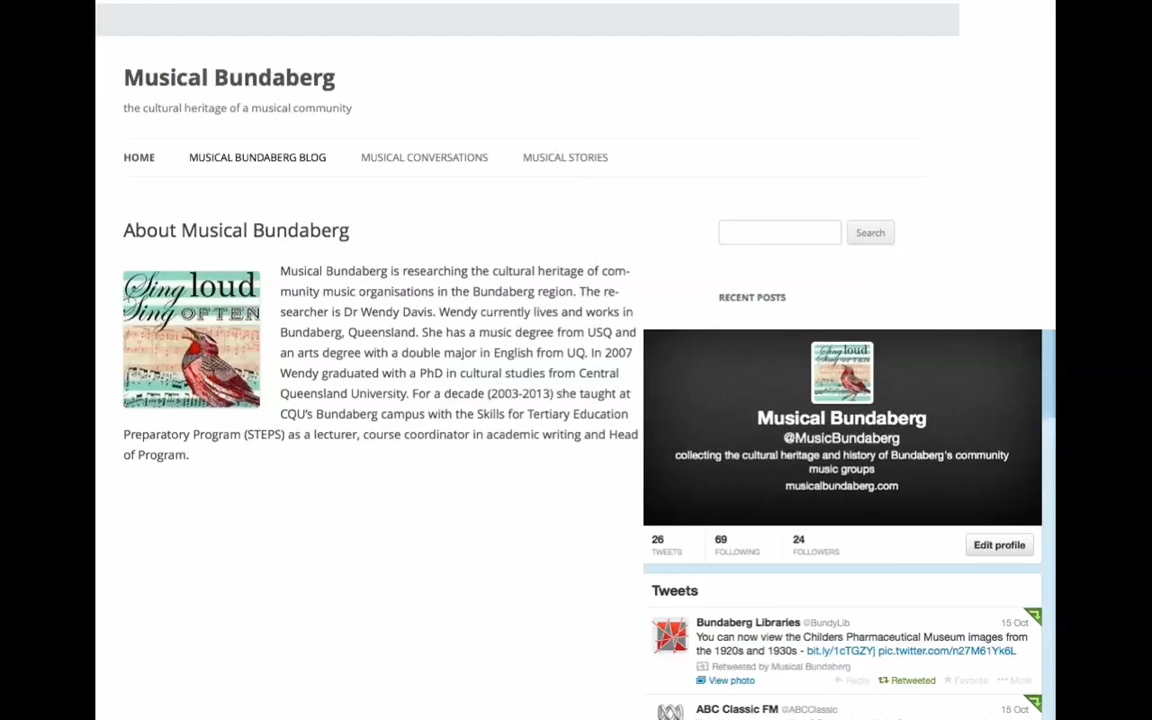 Musical Bundaberg
the cultural heritage of a musical community
HOME MUSICAL BUNDABERG BLOG MUSICAL CONVERSATIONS MUSICAL STORIES
About Musical Bundaberg
Search
Sing loud
Sing OFTEN
Musical Bundaberg is researching the cultural heritage of com-
munity music organisations in the Bundaberg region. The re-
searcher is Dr Wendy Davis. Wendy currently lives and works in
Bundaberg, Queensland. She has a music degree from USQ and
an arts degree with a double major in English from UQ. In 2007
Wendy graduated with a PhD in cultural studies from Central
Queensland University. For a decade (2003-2013) she taught at
CQU's Bundaberg campus with the Skills for Tertiary Education
Preparatory Program (STEPS) as a lecturer, course coordinator in academic writing and Head
of Program.
RECENT POSTS
Sing loud
Sing OFTEN
Musical Bundaberg
@MusicBundaberg
collecting the cultural heritage and history of Bundaberg's community
music groups
musicalbundaberg.com
26 69 24
TWEETS FOLLOWING FOLLOWERS
Edit profile
Tweets
Bundaberg Libraries @BundyLib 15 Oct
You can now view the Childers Pharmaceutical Museum images from
the 1920s and 1930s - bit.ly/1cTGZYj pic.twitter.com/n27M61Yk6L
Retweeted by Musical Bundaberg
View photo Reply Retweeted Favorite More
ABC Classic FM @ABCClassic 15 Oct